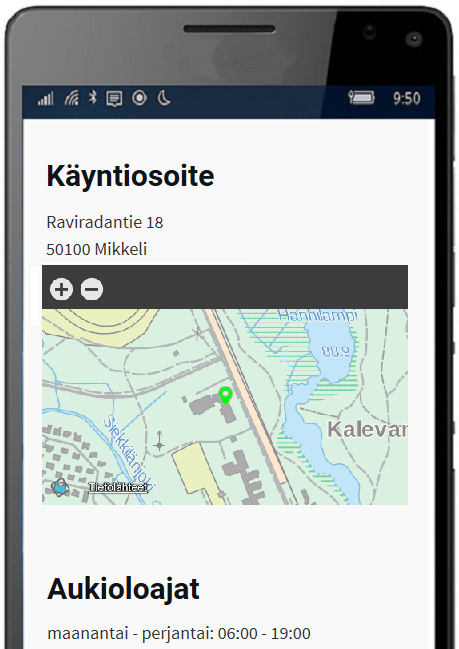 9:50
Käyntiosoite
Raviradantie 18
50100 Mikkeli
Hanhilampi
88.9
Kalevan
Siekkilänjoki
Tietolähteet
Aukioloajat
maanantai - perjantai: 06:00 - 19:00